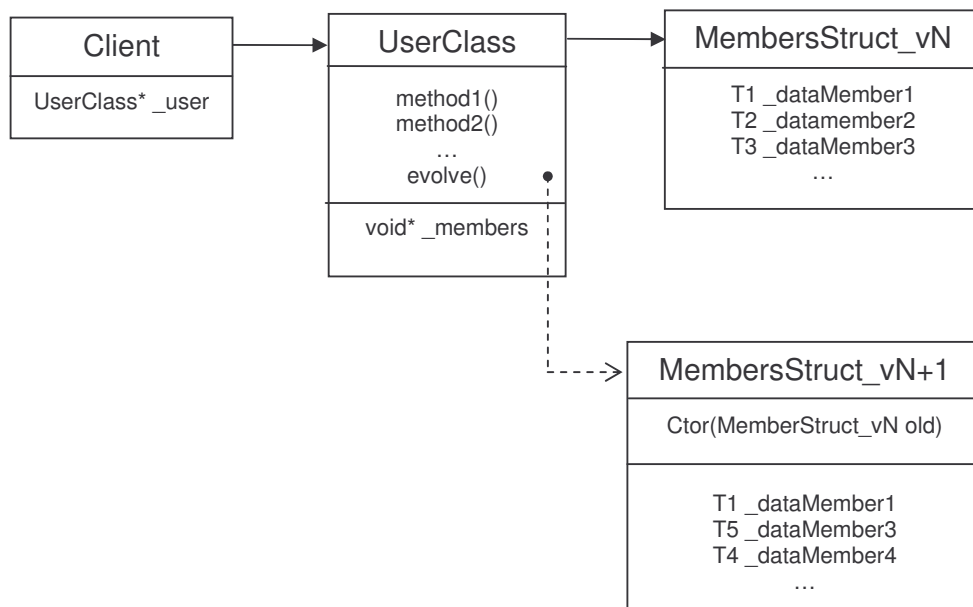 Client
UserClass* _user
UserClass
method1()
method2()
…
evolve()
void* _members
MembersStruct_vN
T1 _dataMember1
T2 _datamember2
T3 _dataMember3
…
MembersStruct_vN+1
Ctor(MemberStruct_vN old)
T1 _dataMember1
T5 _dataMember3
T4 _dataMember4
…